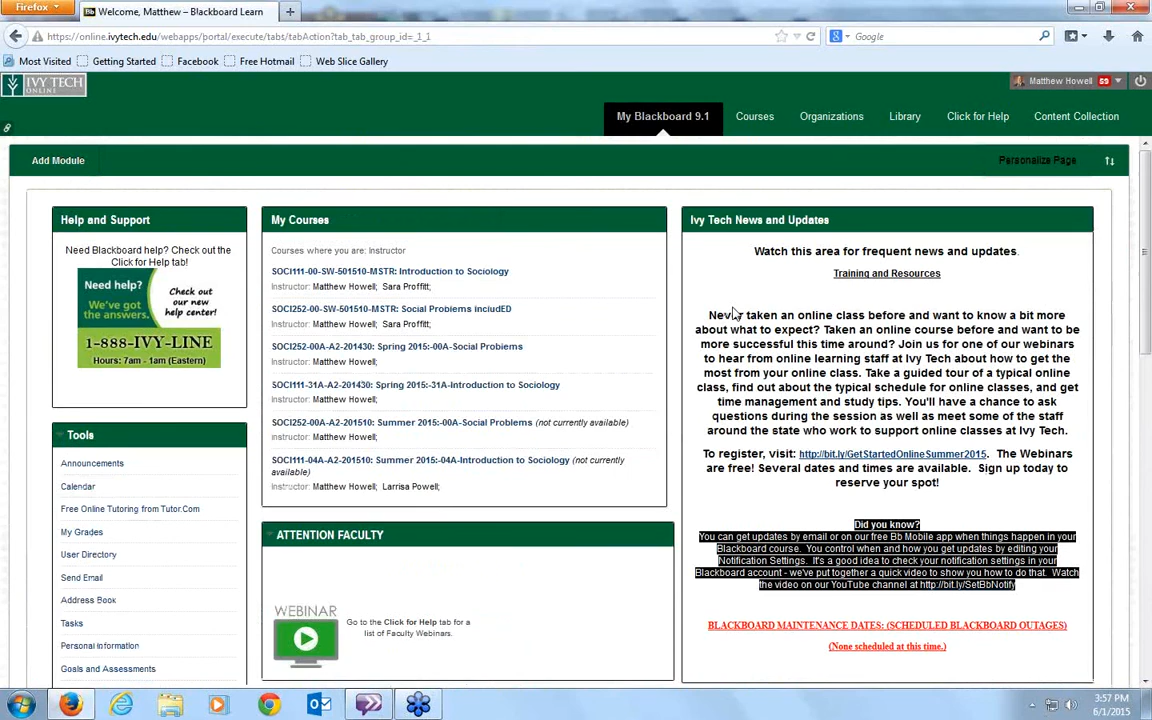 Firefox
Welcome, Matthew – Blackboard Learn
https://online.ivytech.edu/webapps/portal/execute/tabs/tabAction?tab_tab_group_id=_1_1
Google
Most Visited
Getting Started
Facebook
Free Hotmail
Web Slice Gallery
IVY TECH
ONLINE
Matthew Howell 59
My Blackboard 9.1
Courses
Organizations
Library
Click for Help
Content Collection
Add Module
Personalize Page
Help and Support
Need Blackboard help? Check out the
Click for Help tab!
Need help?
We've got
the answers.
Check out
our new
help center!
1-888-IVY-LINE
Hours: 7am - 1am (Eastern)
Tools
Announcements
Calendar
Free Online Tutoring from Tutor.Com
My Grades
User Directory
Send Email
Address Book
Tasks
Personal Information
Goals and Assessments
My Courses
Courses where you are: Instructor
SOCI111-00-SW-501510-MSTR: Introduction to Sociology
Instructor: Matthew Howell; Sara Proffitt;
SOCI252-00-SW-501510-MSTR: Social Problems inciudED
Instructor: Matthew Howell; Sara Proffitt;
SOCI252-00A-A2-201430: Spring 2015:-00A-Social Problems
Instructor: Matthew Howell;
SOCI111-31A-A2-201430: Spring 2015:-31A-Introduction to Sociology
Instructor: Matthew Howell;
SOCI252-00A-A2-201510: Summer 2015:-00A-Social Problems (not currently available)
Instructor: Matthew Howell;
SOCI111-04A-A2-201510: Summer 2015:-04A-Introduction to Sociology (not currently
available)
Instructor: Matthew Howell; Larrisa Powell;
ATTENTION FACULTY
WEBINAR
Go to the Click for Help tab for a
list of Faculty Webinars.
Ivy Tech News and Updates
Watch this area for frequent news and updates.
Training and Resources
Never taken an online class before and want to know a bit more
about what to expect? Taken an online course before and want to be
more successful this time around? Join us for one of our webinars
to hear from online learning staff at Ivy Tech about how to get the
most from your online class. Take a guided tour of a typical online
class, find out about the typical schedule for online classes, and get
time management and study tips. You'll have a chance to ask
questions during the session as well as meet some of the staff
around the state who work to support online classes at Ivy Tech.
To register, visit: http://bit.ly/GetStartedOnlineSummer2015. The Webinars
are free! Several dates and times are available. Sign up today to
reserve your spot!
Did you know?
You can get updates by email or on our free Bb Mobile app when things happen in your
Blackboard course. You control when and how you get updates by editing your
Notification Settings. It's a good idea to check your notification settings in your
Blackboard account - we've put together a quick video to show you how to do that. Watch
the video on our YouTube channel at http://bit.ly/SetBbNotify
BLACKBOARD MAINTENANCE DATES: (SCHEDULED BLACKBOARD OUTAGES)
(None scheduled at this time.)
3:57 PM
6/1/2015